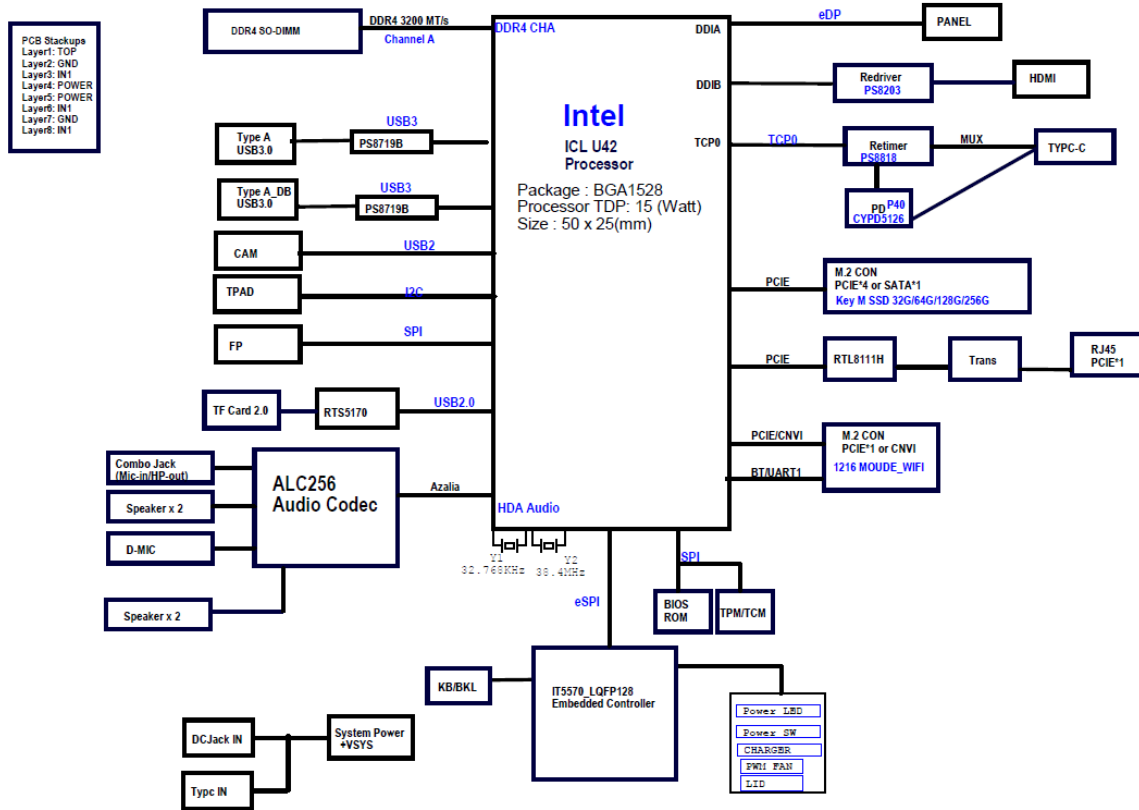 PCB Stackups
Layer1: TOP
Layer2: GND
Layer3: IN1
Layer4: POWER
Layer5: POWER
Layer6: IN1
Layer7: GND
Layer8: IN1
DDR4 SO-DIMM
DDR4 3200 MT/s
Channel A
DDR4 CHA
DDIA
eDP
PANEL
DDIB
Redriver
PS8203
HDMI
Intel
ICL U42
Processor
Package : BGA1528
Processor TDP: 15 (Watt)
Size : 50 x 25(mm)
TCP0
TCP0
Retimer
PS8818
MUX
TYPC-C
PD
P40
CYPD5126
Type A
USB3.0
PS8719B
USB3
Type A_DB
USB3.0
PS8719B
USB3
CAM
USB2
TPAD
I2C
FP
SPI
PCIE
M.2 CON
PCIE*4 or SATA*1
Key M SSD 32G/64G/128G/256G
PCIE
RTL8111H
Trans
RJ45
PCIE*1
TF Card 2.0
RTS5170
USB2.0
PCIE/CNVI
BT/UART1
M.2 CON
PCIE*1 or CNVI
1216 MOUDE_WIFI
Combo Jack
(Mic-in/HP-out)
Speaker x 2
D-MIC
Speaker x 2
ALC256
Audio Codec
Azalia
HDA Audio
Y1
32.768KHz
Y2
38.4MHz
eSPI
SPI
BIOS
ROM
TPM/TCM
KB/BKL
IT5570_LQFP128
Embedded Controller
Power LED
Power SW
CHARGER
PWM FAN
LID
DCJack IN
Typc IN
System Power
+VSYS